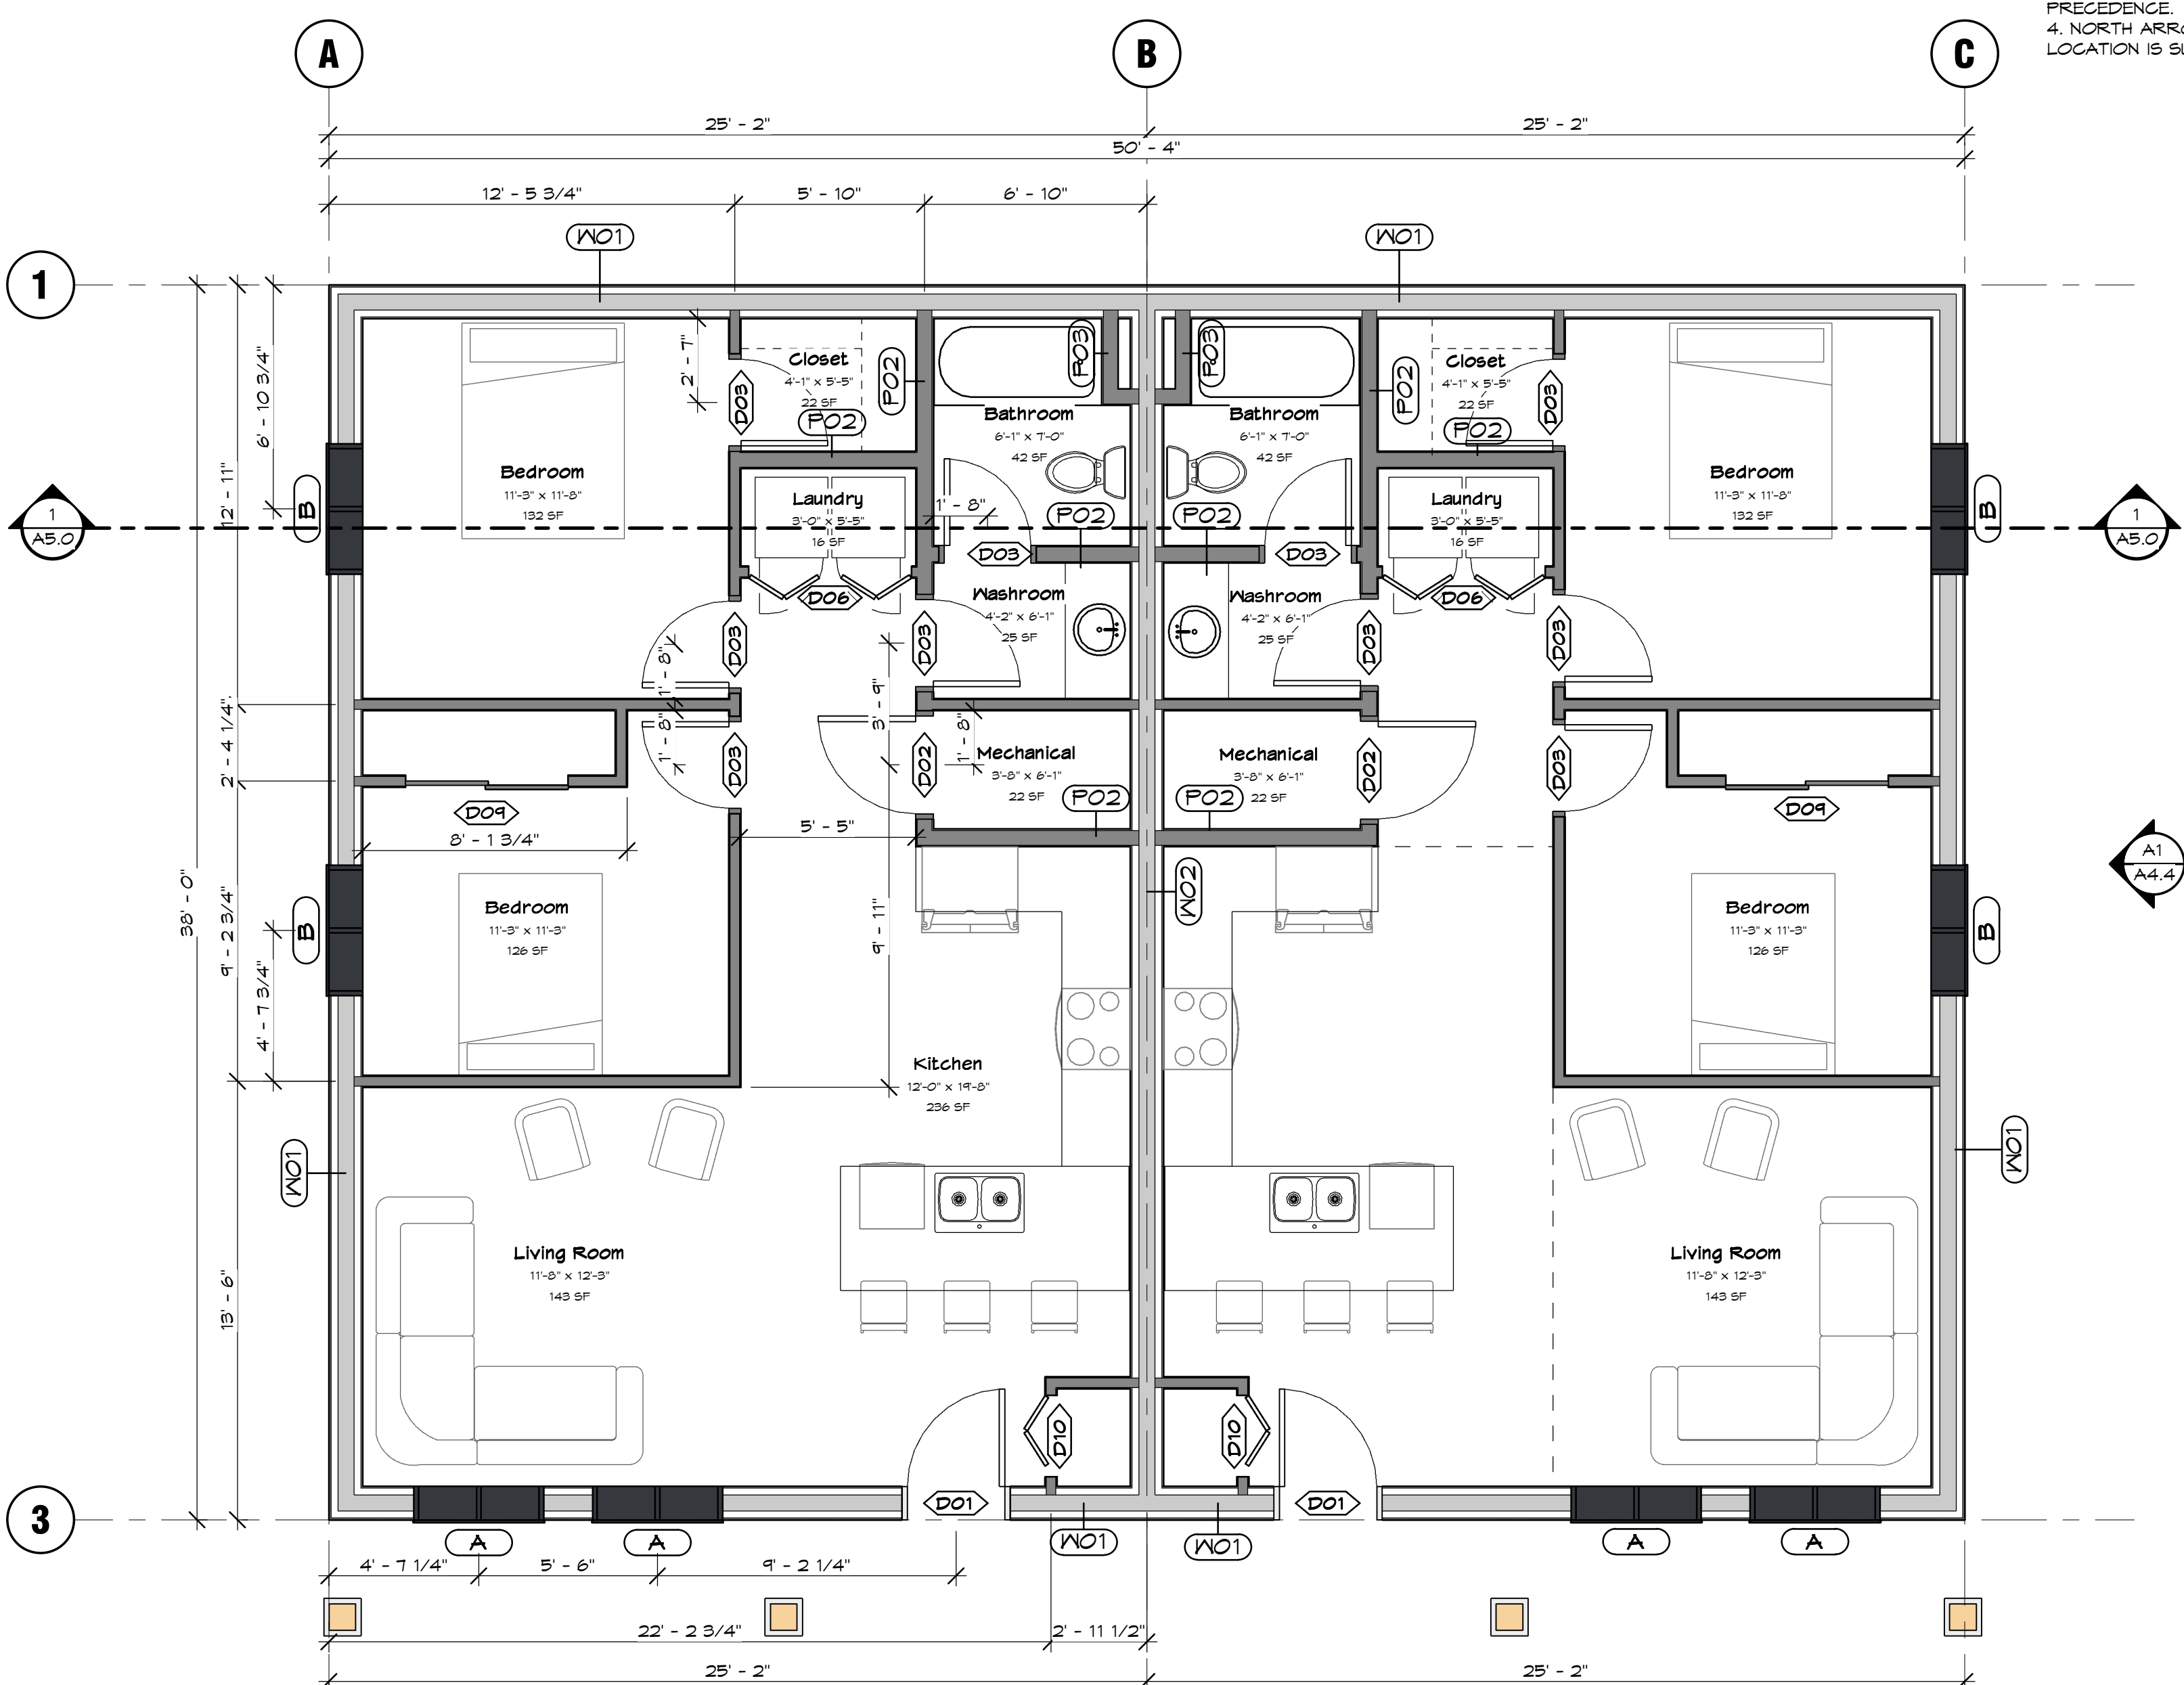 PRECEDENCE.
4. NORTH ARRO
LOCATION IS SU
A
B
C
25' - 2"
25' - 2"
50' - 4"
12' - 5 3/4"
5' - 10"
6' - 10"
W01
W01
1
6' - 10 3/4"
12' - 11"
2' - 7"
D03
Closet
4'-1" x 5'-5"
22 SF
P02
P02
P03
P03
Bathroom
6'-1" x 7'-0"
42 SF
Bathroom
6'-1" x 7'-0"
42 SF
P02
Closet
4'-1" x 5'-5"
22 SF
P02
D03
Bedroom
11'-3" x 11'-8"
132 SF
Bedroom
11'-3" x 11'-8"
132 SF
1
A5.0
B
Laundry
3'-0" x 5'-5"
16 SF
1' - 8"
P02
P02
Laundry
3'-0" x 5'-5"
16 SF
B
1
A5.0
D03
D03
D06
D06
Washroom
4'-2" x 6'-1"
25 SF
Washroom
4'-2" x 6'-1"
25 SF
D03
D03
D03
D03
1' - 8"
3' - 9"
2' - 4 1/4"
1' - 8"
D03
D02
1' - 8"
Mechanical
3'-8" x 6'-1"
22 SF
P02
Mechanical
3'-8" x 6'-1"
22 SF
P02
D02
D03
D09
8' - 1 3/4"
5' - 5"
D09
38' - 0"
9' - 2 3/4"
4' - 7 3/4"
B
Bedroom
11'-3" x 11'-3"
126 SF
9' - 11"
W02
Bedroom
11'-3" x 11'-3"
126 SF
B
A1
A4.4
Kitchen
12'-0" x 19'-8"
236 SF
W01
W01
13' - 6"
Living Room
11'-8" x 12'-3"
143 SF
Living Room
11'-8" x 12'-3"
143 SF
D10
D10
3
D01
D01
A
A
W01
W01
A
A
4' - 7 1/4"
5' - 6"
9' - 2 1/4"
22' - 2 3/4"
2' - 11 1/2"
25' - 2"
25' - 2"